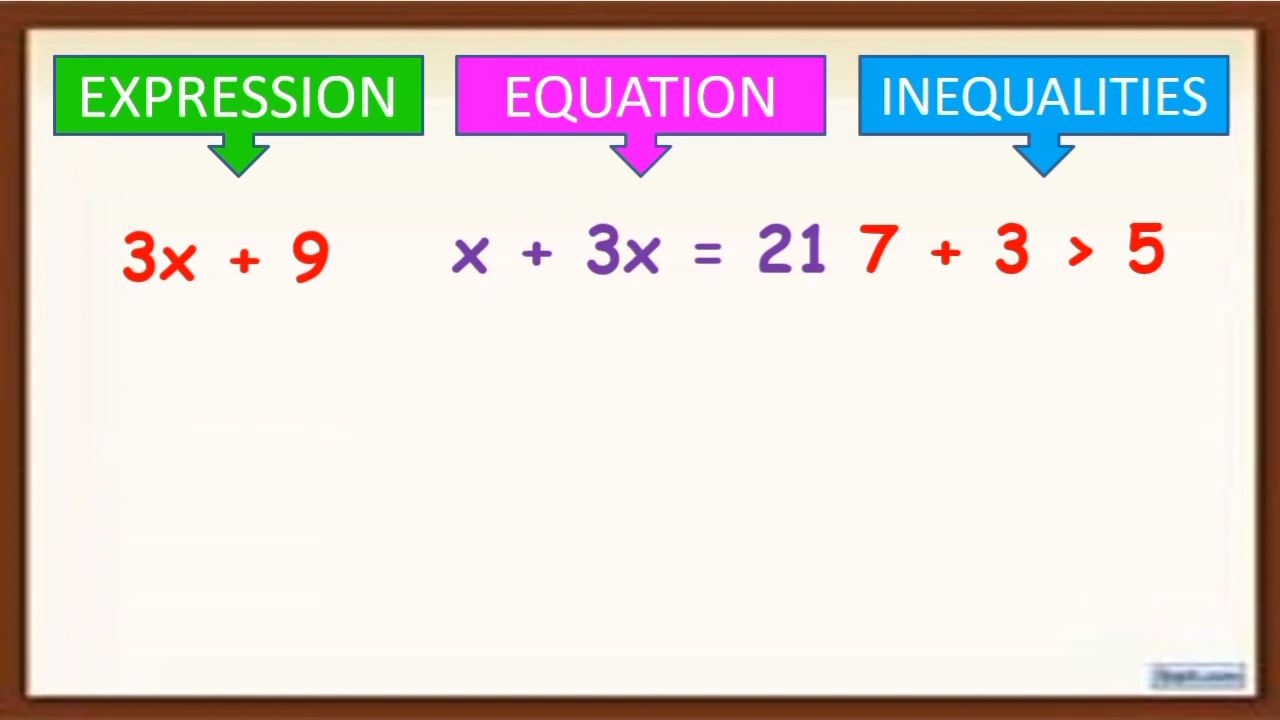 EXPRESSION EQUATION INEQUALITIES
3x + 9 x + 3x = 21 7 + 3 > 5